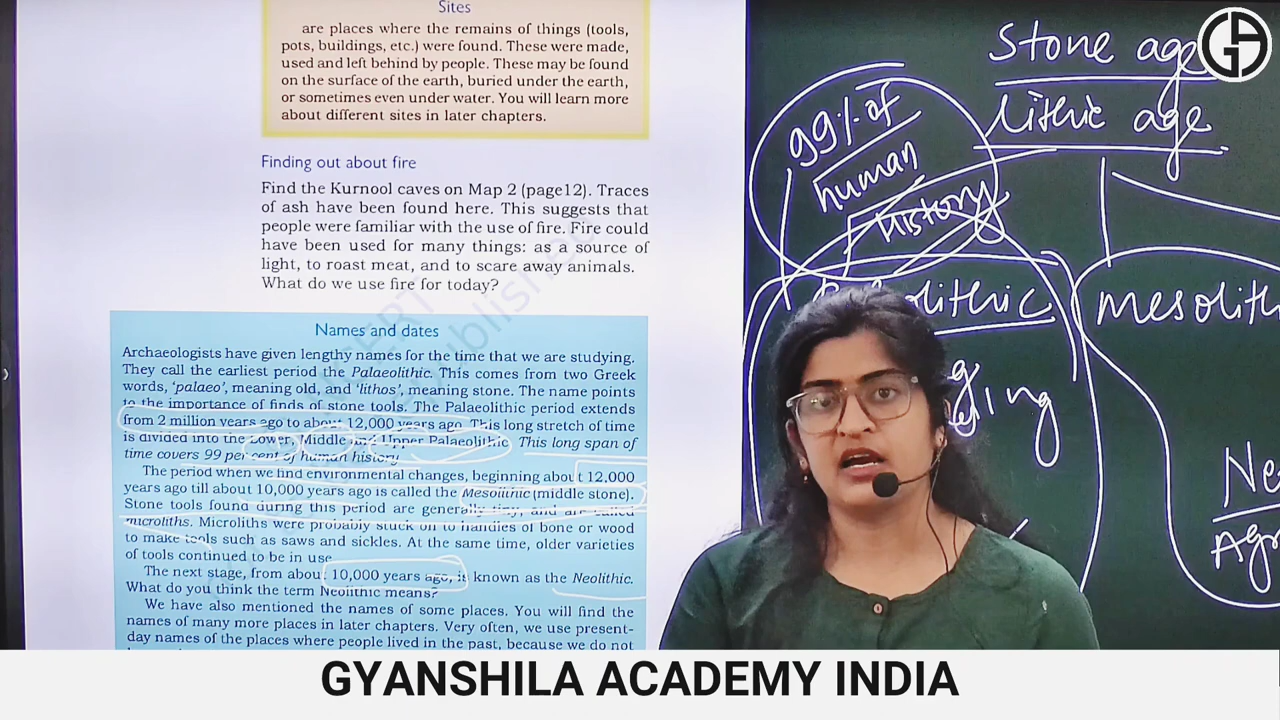 Sites
are places where the remains of things (tools,
pots, buildings, etc.) were found. These were made,
used and left behind by people. These may be found
on the surface of the earth, buried under the earth,
or sometimes even under water. You will learn more
about different sites in later chapters.
Finding out about fire
Find the Kurnool caves on Map 2 (page12). Traces
of ash have been found here. This suggests that
people were familiar with the use of fire. Fire could
have been used for many things: as a source of
light, to roast meat, and to scare away animals.
What do we use fire for today?
Names and dates
Archaeologists have given lengthy names for the time that we are studying.
They call the earliest period the Palaeolithic. This comes from two Greek
words, ‘palaeo’, meaning old, and ‘lithos’, meaning stone. The name points
to the importance of finds of stone tools. The Palaeolithic period extends
from 2 million years ago to about 12,000 years ago. This long stretch of time
is divided into the Lower, Middle and Upper Palaeolithic. This long span of
time covers 99 per cent of human history.
The period when we find environmental changes, beginning about 12,000
years ago till about 10,000 years ago is called the Mesolithic (middle stone).
Stone tools found during this period are generally tiny, and are called
microliths. Microliths were probably stuck on to handles of bone or wood
to make tools such as saws and sickles. At the same time, older varieties
of tools continued to be in use.
The next stage, from about 10,000 years ago, is known as the Neolithic.
What do you think the term Neolithic means?
We have also mentioned the names of some places. You will find the
names of many more places in later chapters. Very often, we use present-
day names of the places where people lived in the past, because we do not
Stone age
lithic age
99% of
human
history
mesolith
Ne
Agr
GYANSHILA ACADEMY INDIA